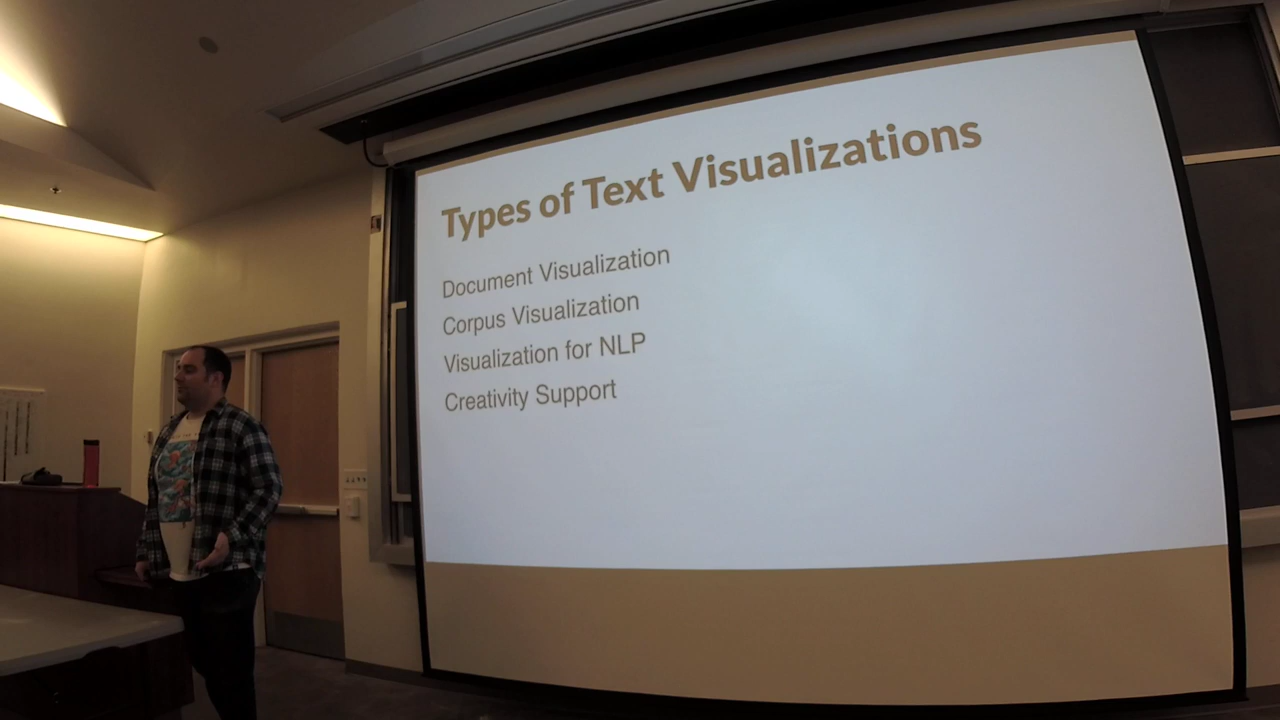 Types of Text Visualizations
Document Visualization
Corpus Visualization
Visualization for NLP
Creativity Support